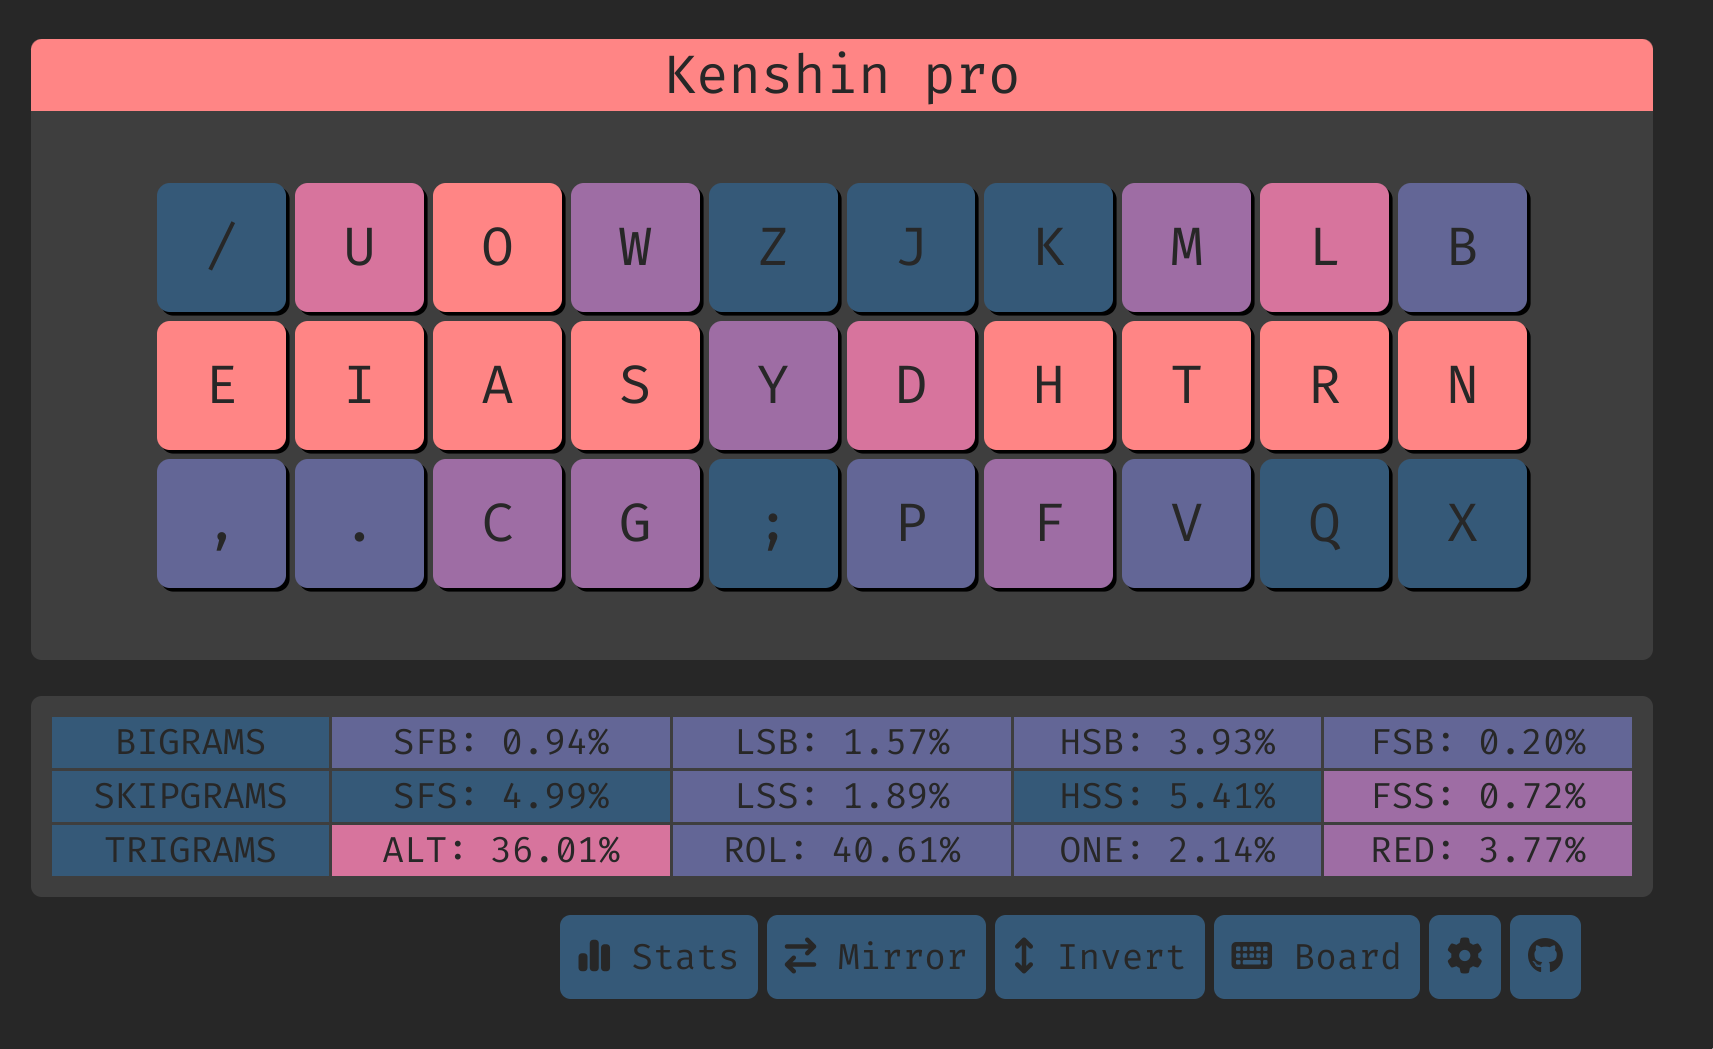 Kenshin pro
/ U O W Z J K M L B
E I A S Y D H T R N
, . C G ; P F V Q X
BIGRAMS SFB: 0.94% LSB: 1.57% HSB: 3.93% FSB: 0.20%
SKIPGRAMS SFS: 4.99% LSS: 1.89% HSS: 5.41% FSS: 0.72%
TRIGRAMS ALT: 36.01% ROL: 40.61% ONE: 2.14% RED: 3.77%
Stats Mirror Invert Board